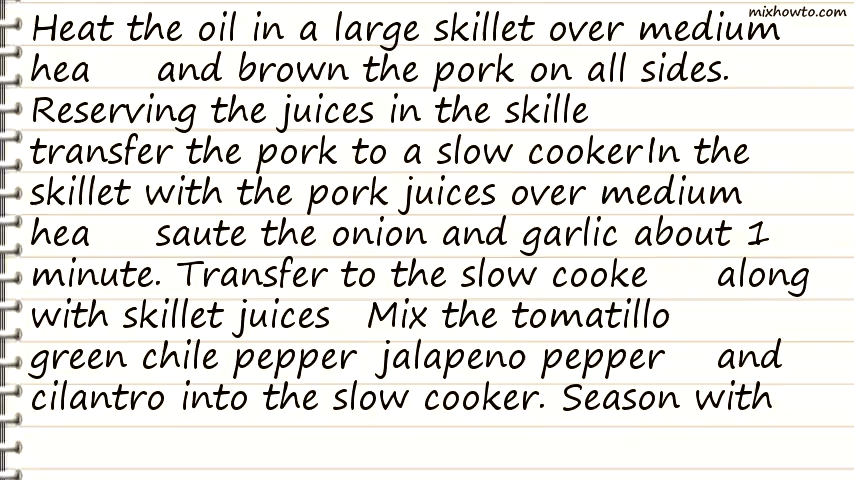 mixhowto.com
Heat the oil in a large skillet over medium
hea and brown the pork on all sides.
Reserving the juices in the skille
transfer the pork to a slow cookerIn the
skillet with the pork juices over medium
hea saute the onion and garlic about 1
minute. Transfer to the slow cooke along
with skillet juices Mix the tomatillo
green chile pepper jalapeno pepper and
cilantro into the slow cooker. Season with